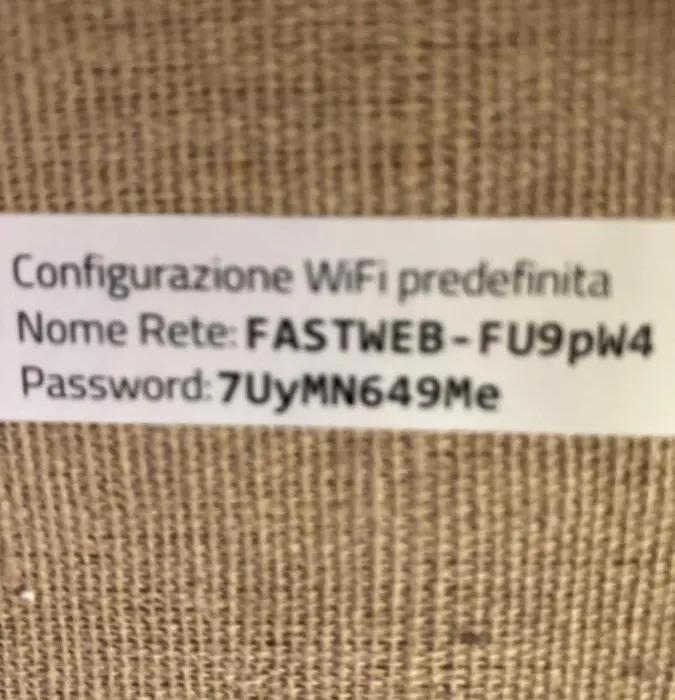 Configurazione WiFi predefinita
Nome Rete: FASTWEB-FU9pW4
Password: 7UyMN649Me